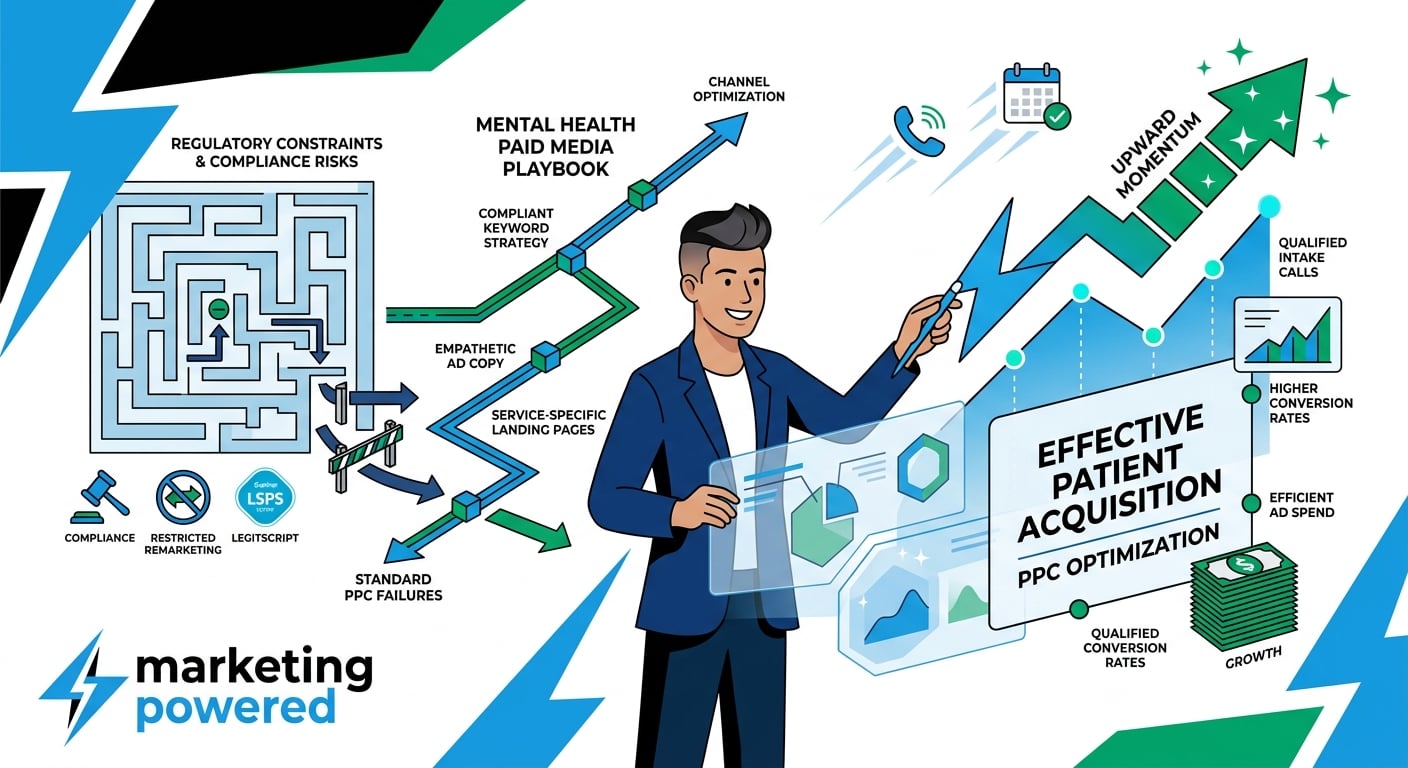 REGULATORY CONSTRAINTS
& COMPLIANCE RISKS
COMPLIANCE
RESTRICTED
REMARKETING
LSPS
LEGITSCRIPT
MENTAL HEALTH
PAID MEDIA
PLAYBOOK
CHANNEL
OPTIMIZATION
COMPLIANT
KEYWORD
STRATEGY
EMPATHETIC
AD COPY
SERVICE-SPECIFIC
LANDING PAGES
STANDARD
PPC FAILURES
UPWARD
MOMENTUM
QUALIFIED
INTAKE
CALLS
HIGHER
CONVERSION
RATES
EFFECTIVE
PATIENT
ACQUISITION
PPC OPTIMIZATION
EFFICIENT
AD SPEND
$
QUALIFIED
CONVERSION
RATES
GROWTH
marketing
powered